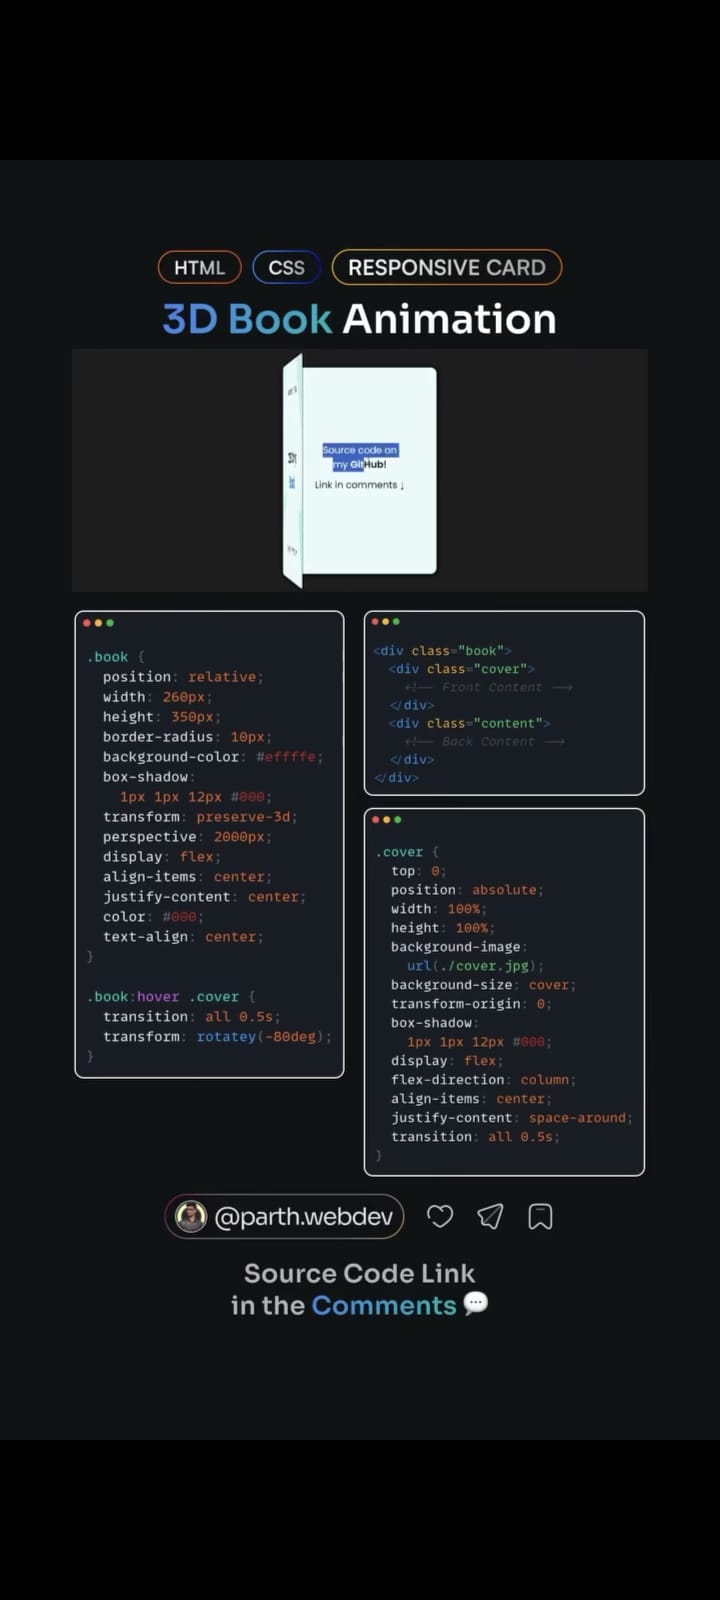 HTML
CSS
RESPONSIVE CARD
3D Book Animation
Source code on
my GitHub!
Link in comments ↓
.book {
  position: relative;
  width: 260px;
  height: 350px;
  border-radius: 10px;
  background-color: #effffe;
  box-shadow:
    1px 1px 12px #000;
  transform: preserve-3d;
  perspective: 2000px;
  display: flex;
  align-items: center;
  justify-content: center;
  color: #000;
  text-align: center;
}
.book:hover .cover {
  transition: all 0.5s;
  transform: rotatey(-80deg);
}
<div class="book">
  <div class="cover">
    <!-- Front Content -->
  </div>
  <div class="content">
    <!-- Back Content -->
  </div>
</div>
.cover {
  top: 0;
  position: absolute;
  width: 100%;
  height: 100%;
  background-image:
    url(./cover.jpg);
  background-size: cover;
  transform-origin: 0;
  box-shadow:
    1px 1px 12px #000;
  display: flex;
  flex-direction: column;
  align-items: center;
  justify-content: space-around;
  transition: all 0.5s;
}
@parth.webdev
Source Code Link
in the Comments 💬